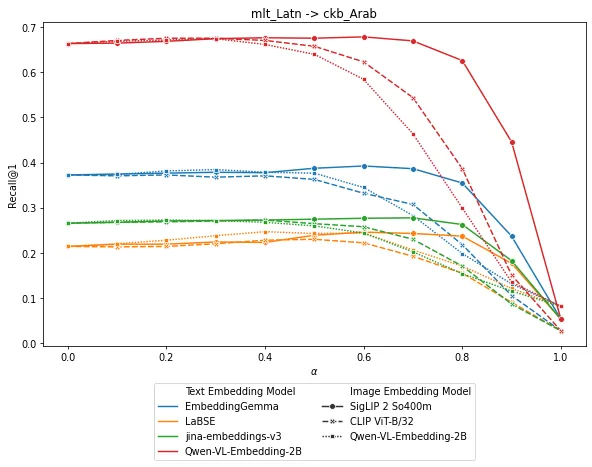 mlt_Latn -> ckb_Arab
Recall@1
0.7
0.6
0.5
0.4
0.3
0.2
0.1
0.0
0.0 0.2 0.4 0.6 0.8 1.0
α
Text Embedding Model Image Embedding Model
EmbeddingGemma SigLIP 2 So400m
LaBSE CLIP ViT-B/32
jina-embeddings-v3 Qwen-VL-Embedding-2B
Qwen-VL-Embedding-2B